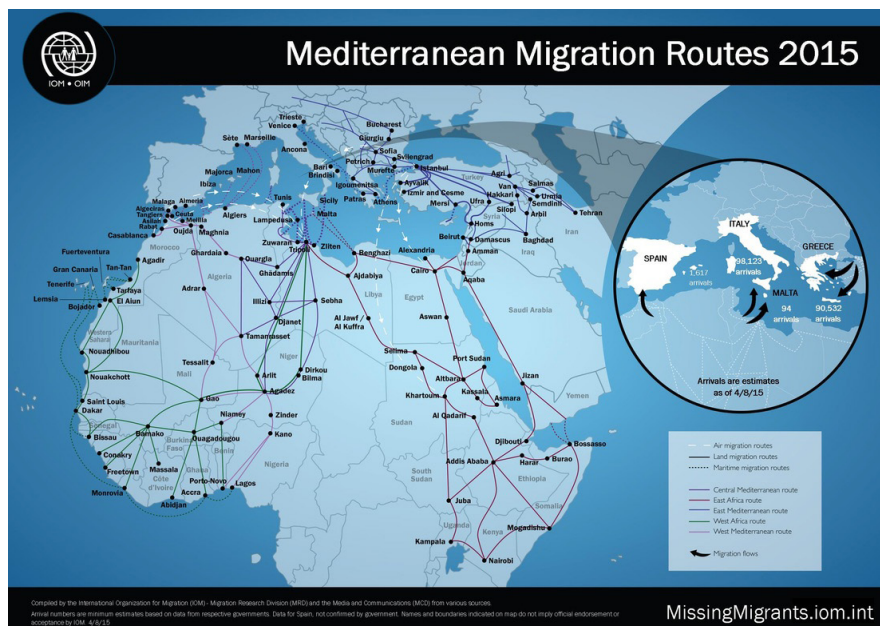 IOM • OIM
Mediterranean Migration Routes 2015
Trieste
Venice
Bucharest
Giurgiu
Sète
Marseille
Ancona
Sofia
Svilengrad
Petrich
Istanbul
Murefte
Bari
Brindisi
Majorca
Mahon
Ibiza
Igoumenitsa
Ayvalik
Turkey
Agri
Van
Salmas
Urmia
Hakkari
Semdinli
Patras
Athens
Izmir and Cesme
Mersi
Ufra
Silopi
Arbil
Tehran
Malaga
Almeria
Algeciras
Tangiers
Ceuta
Asilah
Melilla
Rabat
Oujda
Casablanca
Maghnia
Algiers
Tunis
Sicily
Lampedusa
Malta
Syria
Homs
Beirut
Damascus
Baghdad
Amman
Iraq
Iran
Jordan
Zuwaran
Tripoli
Zliten
Benghazi
Alexandria
Cairo
Aqaba
Morocco
Fuerteventura
Gran Canaria
Tenerife
Tan-Tan
Agadir
Tarfaya
Lemsia
El Aiun
Bojador
Ghardaia
Ouargla
Ghádamis
Algeria
Adrar
Illizi
Sebha
Ajdabiya
Libya
Egypt
Saudi Arabia
Djanet
Al Jawf /
Al Kuffra
Aswan
Western
Sahara
Mauritania
Tamanrasset
Nouadhibou
Nouakchott
Tessalit
Mali
Niger
Arlit
Dirkou
Bilma
Selima
Dongola
Port Sudan
Altbara
Jizan
Yemen
Saint Louis
Dakar
Gao
Agadez
Khartoum
Kassala
Asmara
Senegal
Niamey
Zinder
Al Qadarif
Sudan
Bissau
Bamako
Burkina
Faso
Ouagadougou
Benin
Kano
Conakry
Massala
Ghana
Nigeria
Djibouti
Bossasso
Freetown
Côte
d'Ivoire
Porto-Novo
Lagos
Addis Ababa
Harar
Burao
Monrovia
Accra
Abidjan
South
Sudan
Ethiopia
Juba
Somalia
Uganda
Kenya
Mogadishu
Kampala
Nairobi
ITALY
SPAIN
GREECE
98,123
arrivals
1,617
arrivals
MALTA
94
arrivals
90,532
arrivals
Arrivals are estimates
as of 4/8/15
Air migration routes
Land migration routes
Maritime migration routes
Central Mediterranean route
East Africa route
East Mediterranean route
West Africa route
West Mediterranean route
Migration flows
Compiled by the International Organization for Migration (IOM) - Migration Research Division (MRD) and the Media and Communications (MCD) from various sources.
Arrival numbers are minimum estimates based on data from respective governments. Data for Spain, not confirmed by government. Names and boundaries indicated on map do not imply official endorsement or
acceptance by IOM. 4/8/15
MissingMigrants.iom.int